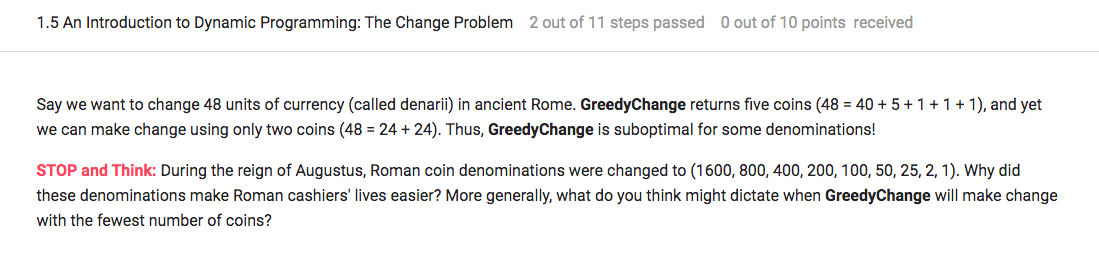 1.5 An Introduction to Dynamic Programming: The Change Problem 2 out of 11 steps passed 0 out of 10 points received
Say we want to change 48 units of currency (called denarii) in ancient Rome. GreedyChange returns five coins (48 = 40 + 5 + 1 + 1 + 1), and yet
we can make change using only two coins (48 = 24 + 24). Thus, GreedyChange is suboptimal for some denominations!
STOP and Think: During the reign of Augustus, Roman coin denominations were changed to (1600, 800, 400, 200, 100, 50, 25, 2, 1). Why did
these denominations make Roman cashiers' lives easier? More generally, what do you think might dictate when GreedyChange will make change
with the fewest number of coins?